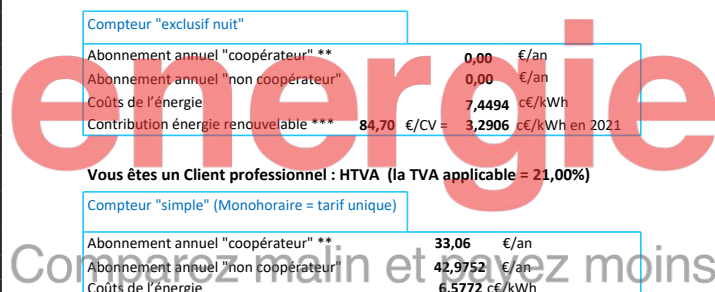 Compteur "exclusif nuit"
Abonnement annuel "coopérateur" ** 0,00 €/an
Abonnement annuel "non coopérateur" 0,00 €/an
Coûts de l'énergie 7,4494 c€/kWh
Contribution énergie renouvelable *** 84,70 €/CV = 3,2906 c€/kWh en 2021
energie
Vous êtes un Client professionnel : HTVA (la TVA applicable = 21,00%)
Compteur "simple" (Monohoraire = tarif unique)
Abonnement annuel "coopérateur" ** 33,06 €/an
Abonnement annuel "non coopérateur" 42,9752 €/an
Comparez malin et payez moins
Coûts de l'énergie 6,5772 c€/kWh